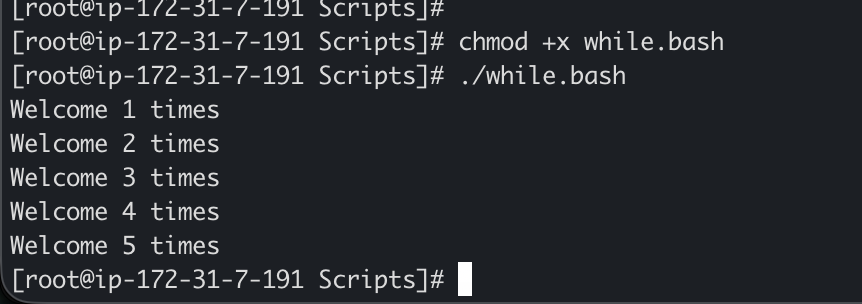 [root@ip-172-31-7-191 Scripts]#
[root@ip-172-31-7-191 Scripts]# chmod +x while.bash
[root@ip-172-31-7-191 Scripts]# ./while.bash
Welcome 1 times
Welcome 2 times
Welcome 3 times
Welcome 4 times
Welcome 5 times
[root@ip-172-31-7-191 Scripts]#